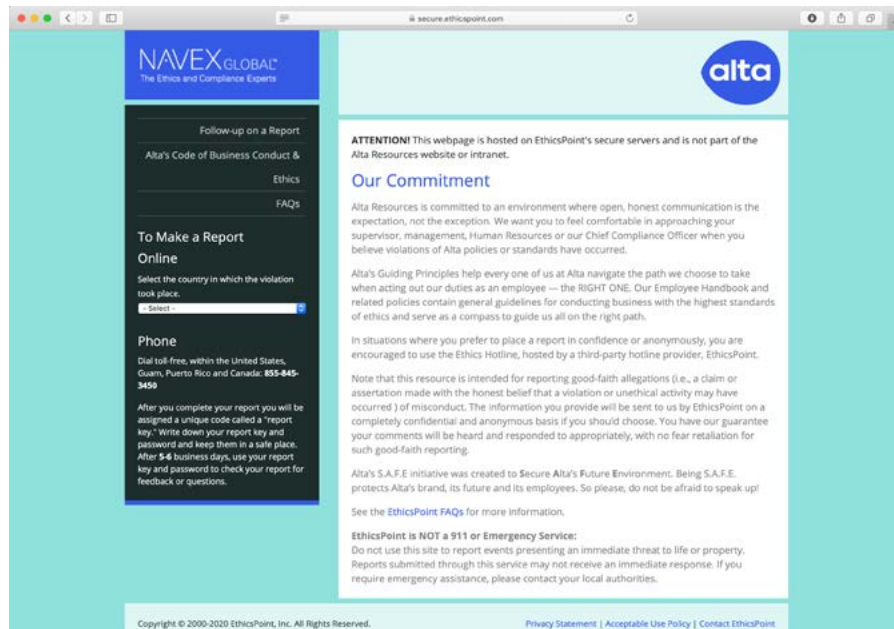 secure.ethicspoint.com
NAVEX GLOBAL™
The Ethics and Compliance Experts
alta
Follow-up on a Report
Alta's Code of Business Conduct &
Ethics
FAQs
To Make a Report
Online
Select the country in which the violation
took place.
- Select -
Phone
Dial toll-free, within the United States,
Guam, Puerto Rico and Canada: 855-845-
3450
After you complete your report you will be
assigned a unique code called a "report
key." Write down your report key and
password and keep them in a safe place.
After 5-6 business days, use your report
key and password to check your report for
feedback or questions.
ATTENTION! This webpage is hosted on EthicsPoint's secure servers and is not part of the
Alta Resources website or intranet.
Our Commitment
Alta Resources is committed to an environment where open, honest communication is the
expectation, not the exception. We want you to feel comfortable in approaching your
supervisor, management, Human Resources or our Chief Compliance Officer when you
believe violations of Alta policies or standards have occurred.
Alta's Guiding Principles help every one of us at Alta navigate the path we choose to take
when acting out our duties as an employee — the RIGHT ONE. Our Employee Handbook and
related policies contain general guidelines for conducting business with the highest standards
of ethics and serve as a compass to guide us all on the right path.
In situations where you prefer to place a report in confidence or anonymously, you are
encouraged to use the Ethics Hotline, hosted by a third-party hotline provider, EthicsPoint.
Note that this resource is intended for reporting good-faith allegations (i.e., a claim or
assertation made with the honest belief that a violation or unethical activity may have
occurred ) of misconduct. The information you provide will be sent to us by EthicsPoint on a
completely confidential and anonymous basis if you should choose. You have our guarantee
your comments will be heard and responded to appropriately, with no fear retaliation for
such good-faith reporting.
Alta's S.A.F.E initiative was created to Secure Alta's Future Environment. Being S.A.F.E.
protects Alta's brand, its future and its employees. So please, do not be afraid to speak up!
See the EthicsPoint FAQs for more information.
EthicsPoint is NOT a 911 or Emergency Service:
Do not use this site to report events presenting an immediate threat to life or property.
Reports submitted through this service may not receive an immediate response. If you
require emergency assistance, please contact your local authorities.
Copyright © 2000-2020 EthicsPoint, Inc. All Rights Reserved.
Privacy Statement | Acceptable Use Policy | Contact EthicsPoint